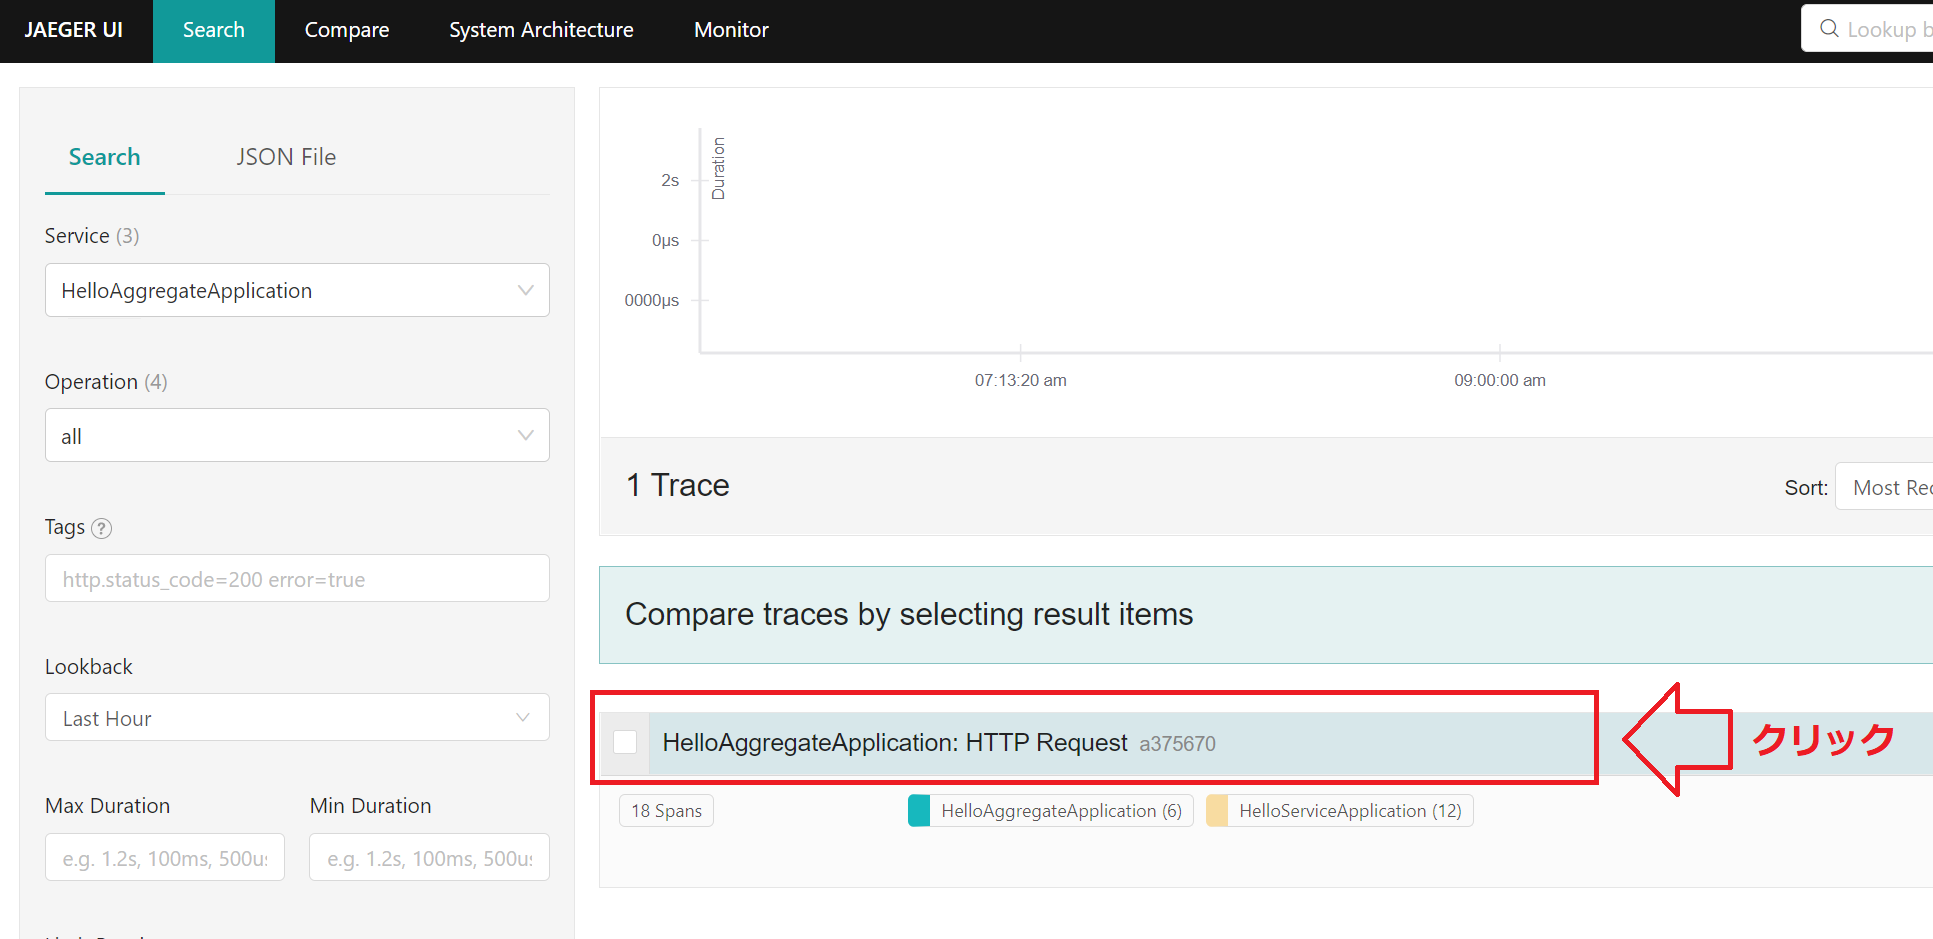 JAEGER UI Search Compare System Architecture Monitor Lookup b
Search JSON File
Service (3)
HelloAggregateApplication
Operation (4)
all
Tags ?
http.status_code=200 error=true
Lookback
Last Hour
Max Duration Min Duration
e.g. 1.2s, 100ms, 500us e.g. 1.2s, 100ms, 500us
Duration
2s
0μs
0000μs
07:13:20 am 09:00:00 am
1 Trace
Sort: Most Rec
Compare traces by selecting result items
HelloAggregateApplication: HTTP Request a375670
クリック
18 Spans HelloAggregateApplication (6) HelloServiceApplication (12)